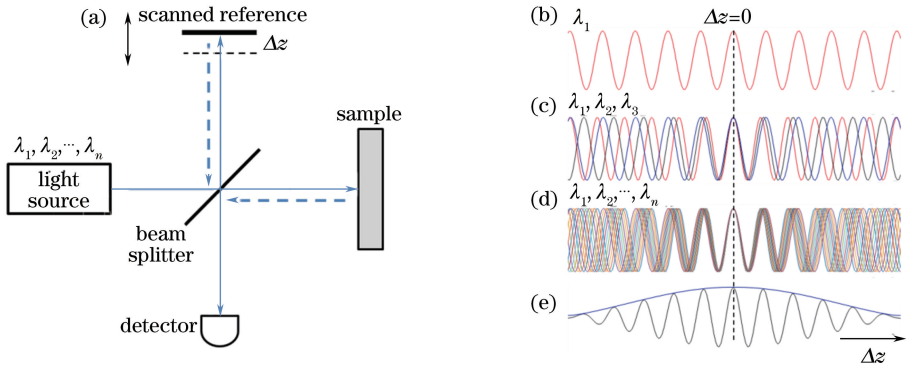 (a)
scanned reference
Δz
sample
λ1, λ2,⋯, λn
light
source
beam
splitter
detector
(b)
λ1
Δz=0
(c)
λ1, λ2, λ3
(d)
λ1, λ2,⋯, λn
(e)
Δz